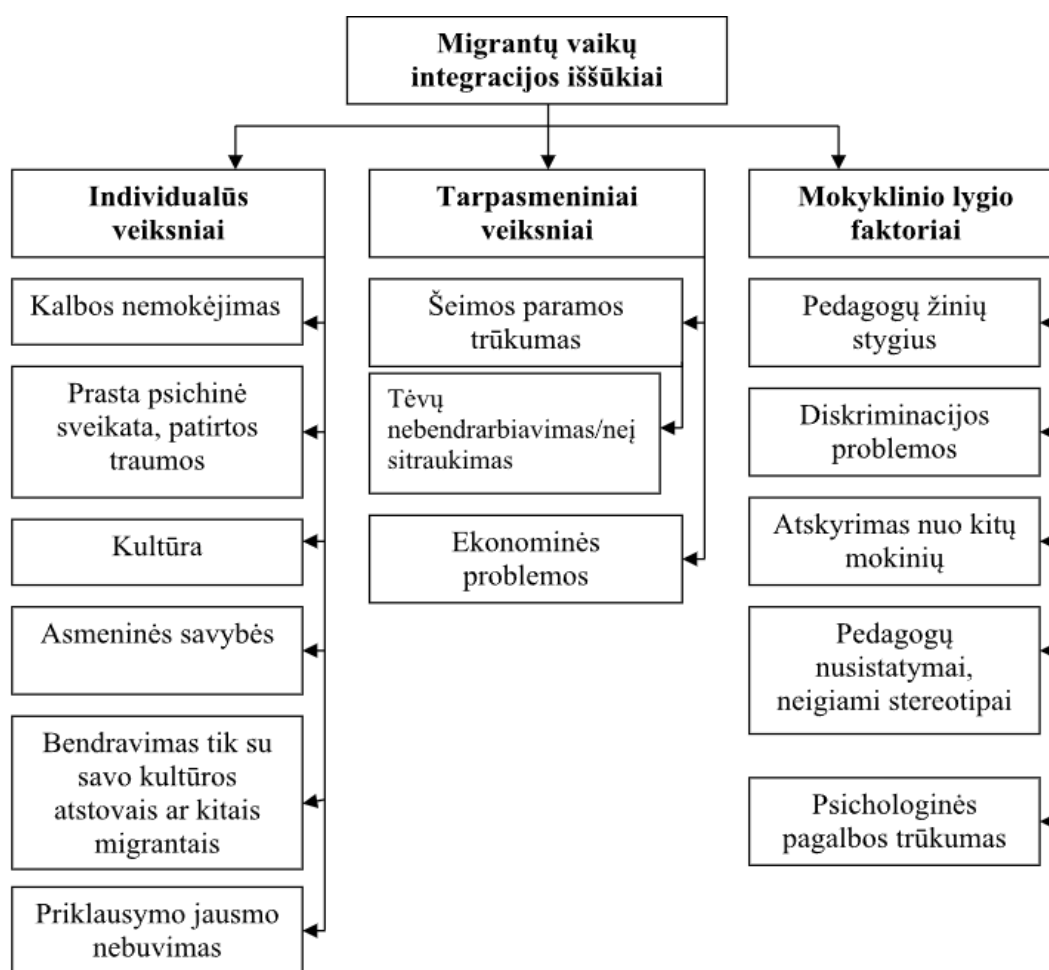 Migrantų vaikų
integracijos iššūkiai
Individualūs
veiksniai
Kalbos nemokėjimas
Prasta psichinė
sveikata, patirtos
traumos
Kultūra
Asmeninės savybės
Bendravimas tik su
savo kultūros
atstovais ar kitais
migrantais
Priklausymo jausmo
nebuvimas
Tarpasmeniniai
veiksniai
Šeimos paramos
trūkumas
Tėvų
nebendrarbiavimas/neį
sitraukimas
Ekonominės
problemos
Mokyklinio lygio
faktoriai
Pedagogų žinių
stygius
Diskriminacijos
problemos
Atskyrimas nuo kitų
mokinių
Pedagogų
nusistatymai,
neigiami stereotipai
Psichologinės
pagalbos trūkumas